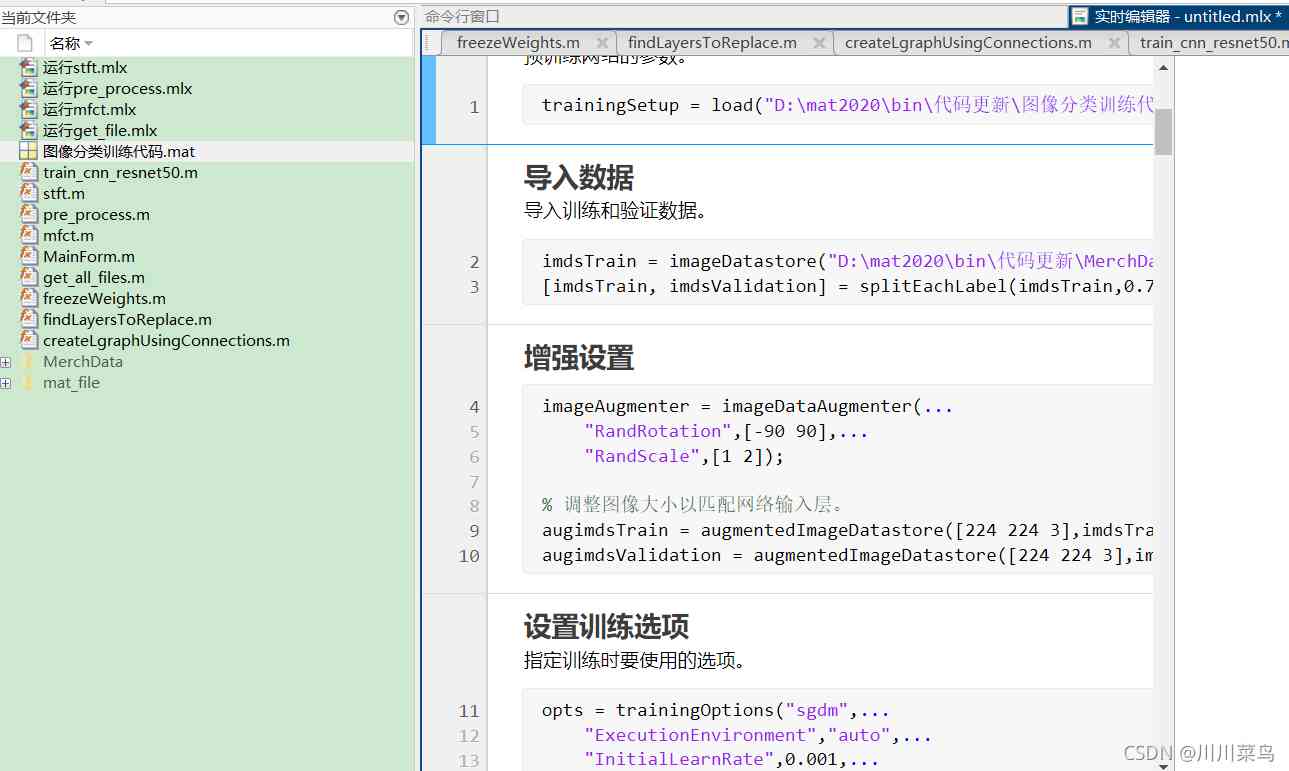 当前文件夹
名称
运行stft.mlx
运行pre_process.mlx
运行mfct.mlx
运行get_file.mlx
图像分类训练代码.mat
train_cnn_resnet50.m
stft.m
pre_process.m
mfct.m
MainForm.m
get_all_files.m
freezeWeights.m
findLayersToReplace.m
createLgraphUsingConnections.m
MerchData
mat_file
命令行窗口
实时编辑器 - untitled.mlx *
freezeWeights.m
findLayersToReplace.m
createLgraphUsingConnections.m
train_cnn_resnet50.m
预训练网络的参数。
1 trainingSetup = load("D:\mat2020\bin\代码更新\图像分类训练代
导入数据
导入训练和验证数据。
2 imdsTrain = imageDatastore("D:\mat2020\bin\代码更新\MerchDa
3 [imdsTrain, imdsValidation] = splitEachLabel(imdsTrain,0.7
增强设置
4 imageAugmenter = imageDataAugmenter(...
5 "RandRotation",[-90 90],...
6 "RandScale",[1 2]);
7
8 % 调整图像大小以匹配网络输入层。
9 augimdsTrain = augmentedImageDatastore([224 224 3],imdsTra
10 augimdsValidation = augmentedImageDatastore([224 224 3],im
设置训练选项
指定训练时要使用的选项。
11 opts = trainingOptions("sgdm",...
12 "ExecutionEnvironment","auto",...
13 "InitialLearnRate",0.001,...
CSDN @川川菜鸟